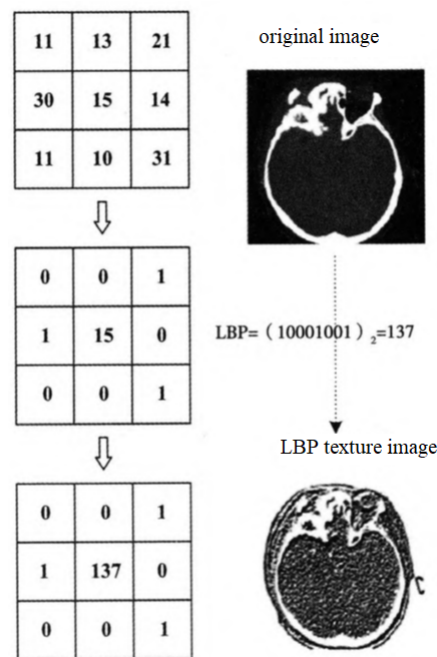 11 13 21
30 15 14
11 10 31
0 0 1
1 15 0
0 0 1
0 0 1
1 137 0
0 0 1
original image
LBP=（10001001）2=137
LBP texture image